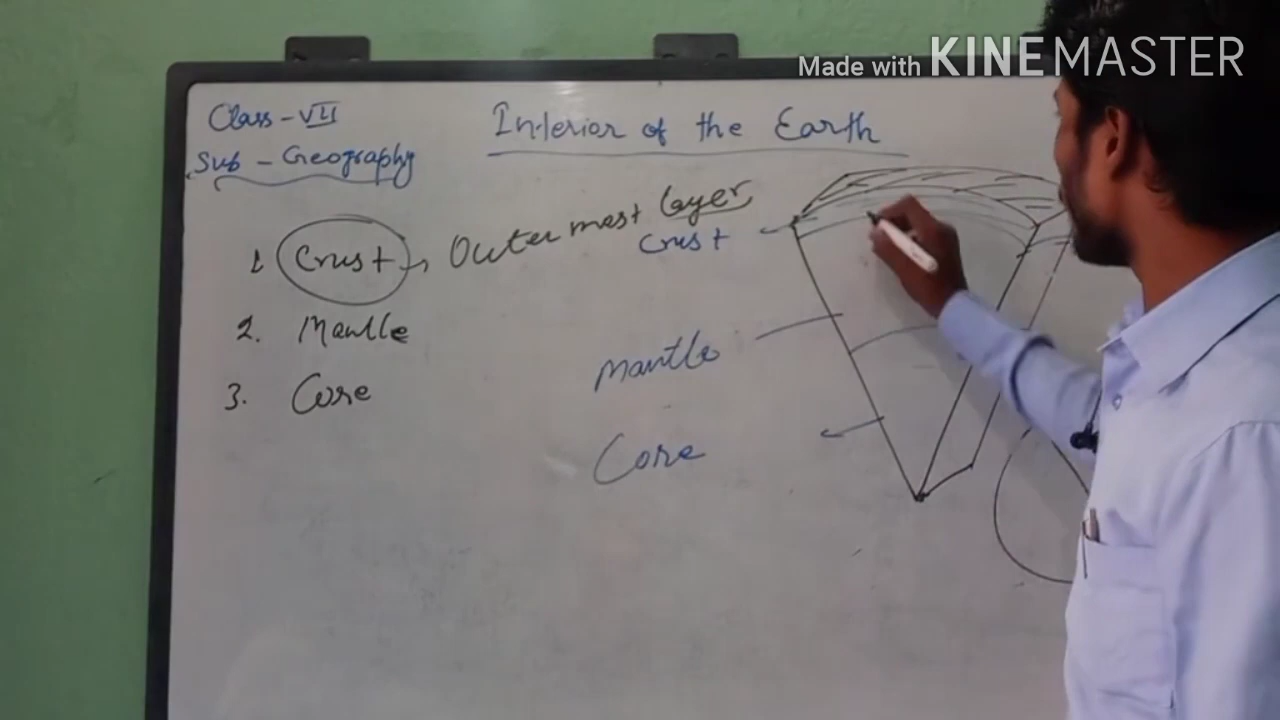 Made with KINEMASTER
Class - VII
Sub - Geography
Interior of the Earth
1. Crust → Outer most layer
2. Mantle
3. Core
Crust
Mantle
Core